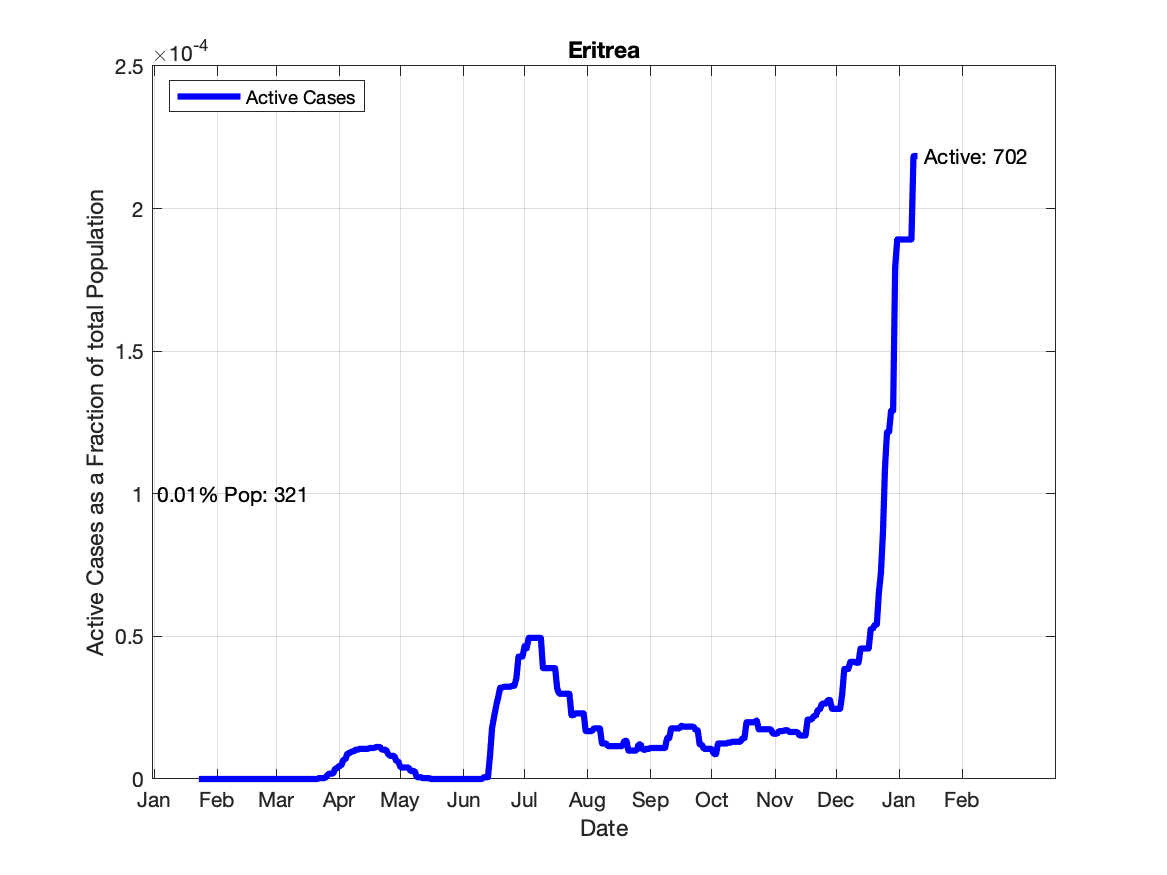 Eritrea
×10⁻⁴
2.5
2
1.5
1
0.5
0
Active Cases
Active: 702
0.01% Pop: 321
Active Cases as a Fraction of total Population
Jan Feb Mar Apr May Jun Jul Aug Sep Oct Nov Dec Jan Feb
Date